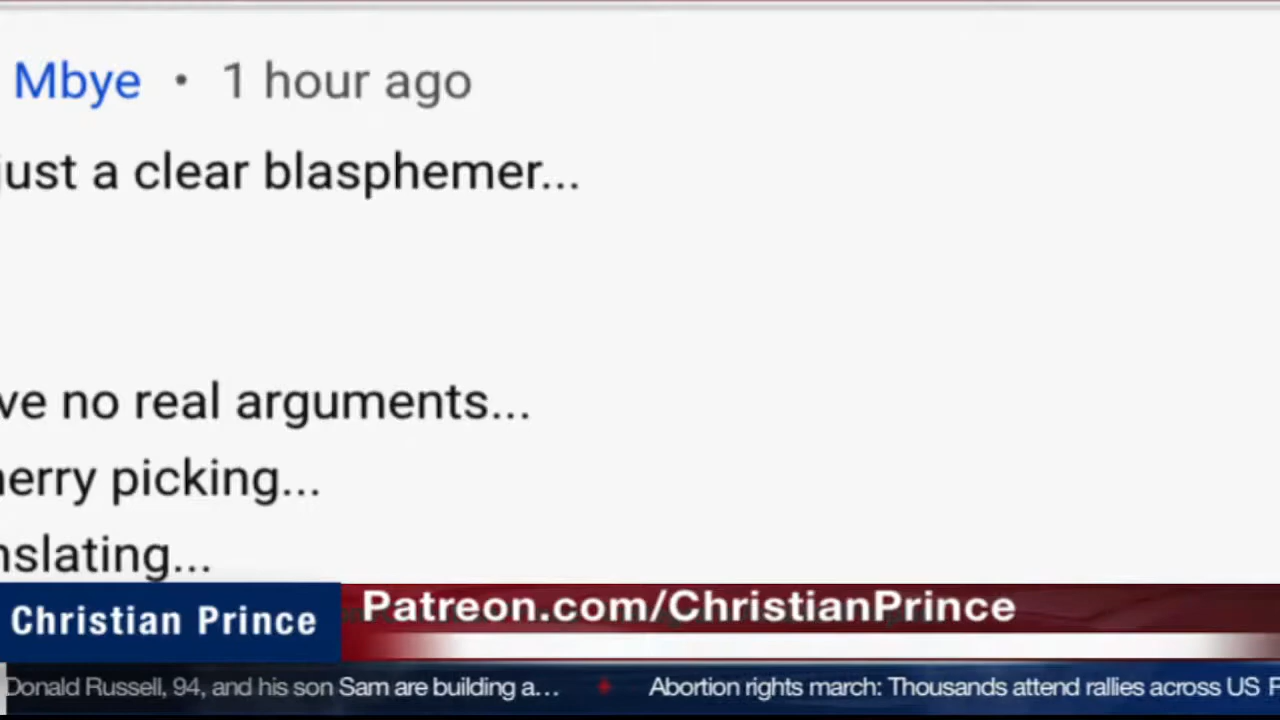 Mbye • 1 hour ago
just a clear blasphemer...
ve no real arguments...
herry picking...
nslating...
Christian Prince
Patreon.com/ChristianPrince
Donald Russell, 94, and his son Sam are building a... Abortion rights march: Thousands attend rallies across US